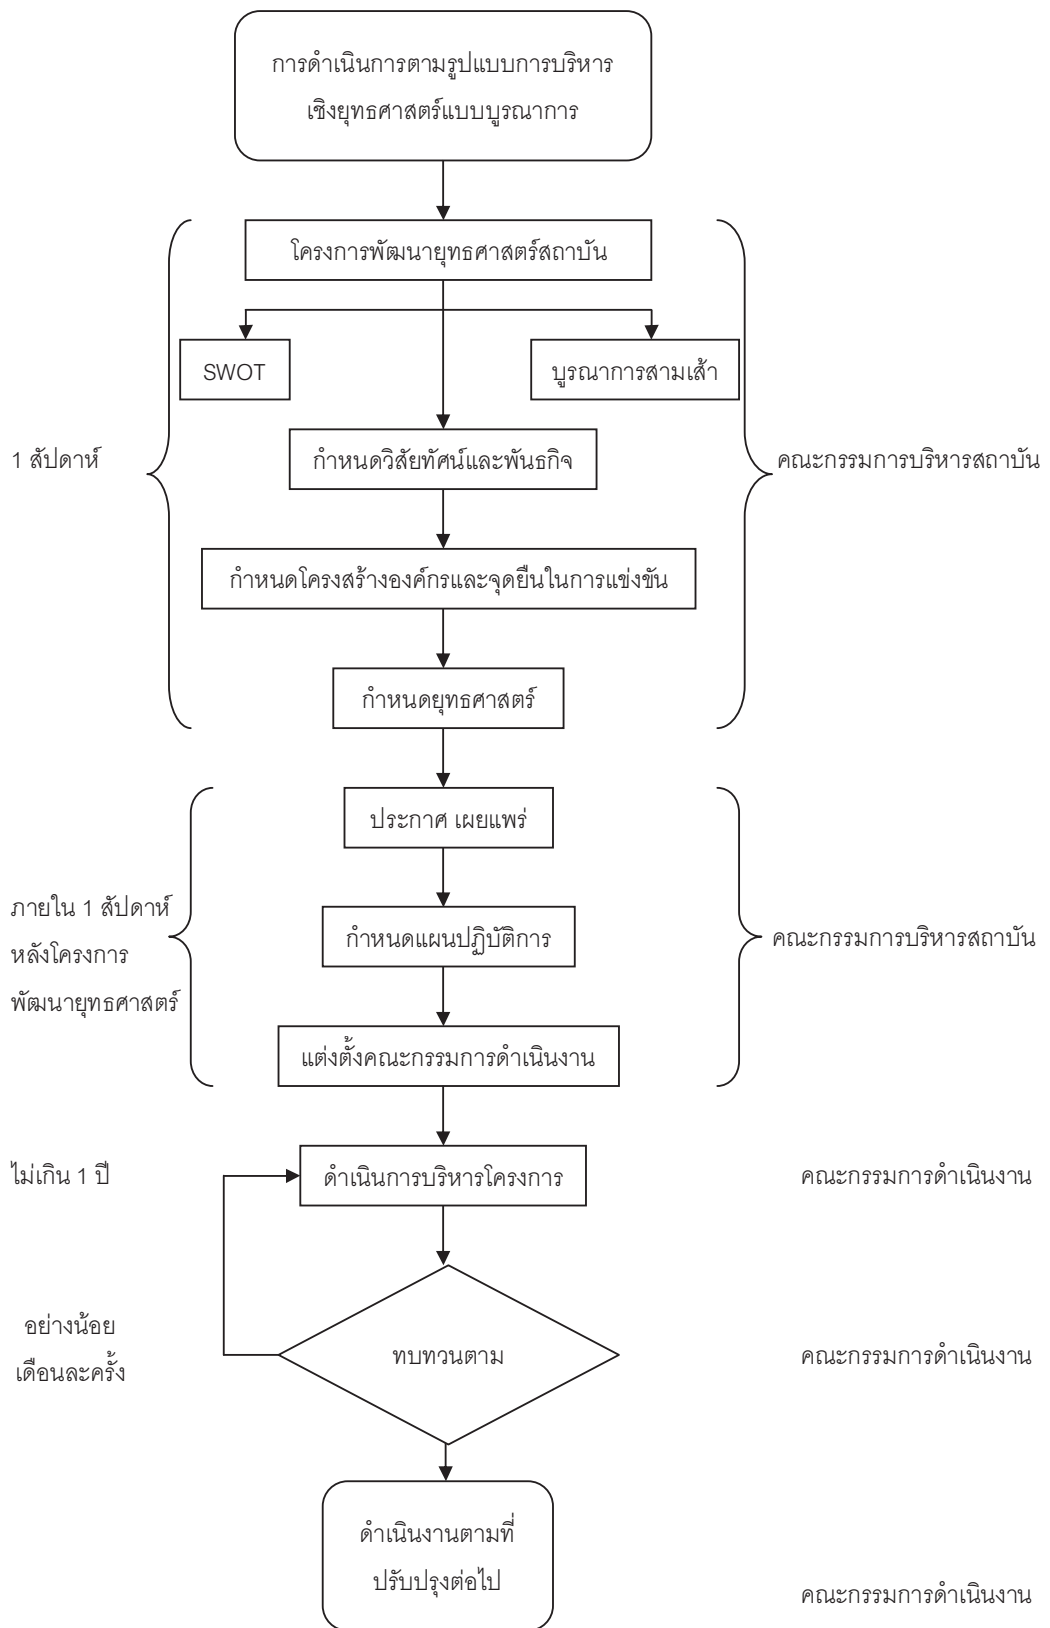 การดำเนินการตามรูปแบบการบริหาร
เชิงยุทธศาสตร์แบบบูรณาการ
โครงการพัฒนายุทธศาสตร์สถาบัน
SWOT
บูรณาการสามเส้า
1 สัปดาห์
กำหนดวิสัยทัศน์และพันธกิจ
คณะกรรมการบริหารสถาบัน
กำหนดโครงสร้างองค์กรและจุดยืนในการแข่งขัน
กำหนดยุทธศาสตร์
ประกาศ เผยแพร่
ภายใน 1 สัปดาห์
หลังโครงการ
พัฒนายุทธศาสตร์
กำหนดแผนปฏิบัติการ
คณะกรรมการบริหารสถาบัน
แต่งตั้งคณะกรรมการดำเนินงาน
ไม่เกิน 1 ปี
ดำเนินการบริหารโครงการ
คณะกรรมการดำเนินงาน
อย่างน้อย
เดือนละครั้ง
ทบทวนตาม
คณะกรรมการดำเนินงาน
ดำเนินงานตามที่
ปรับปรุงต่อไป
คณะกรรมการดำเนินงาน